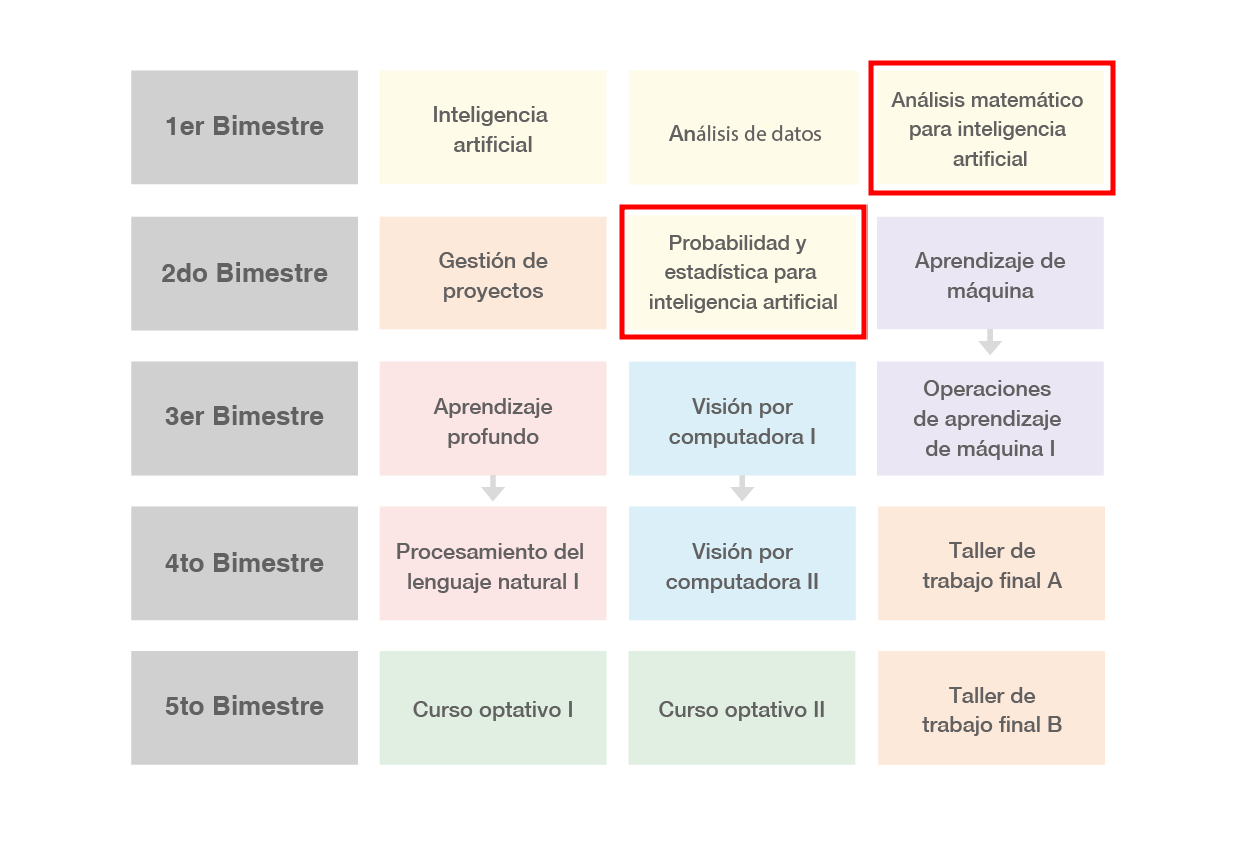 1er Bimestre
Inteligencia
artificial
Análisis de datos
Análisis matemático
para inteligencia
artificial
2do Bimestre
Gestión de
proyectos
Probabilidad y
estadística para
inteligencia artificial
Aprendizaje de
máquina
3er Bimestre
Aprendizaje
profundo
Visión por
computadora I
Operaciones
de aprendizaje
de máquina I
4to Bimestre
Procesamiento del
lenguaje natural I
Visión por
computadora II
Taller de
trabajo final A
5to Bimestre
Curso optativo I
Curso optativo II
Taller de
trabajo final B